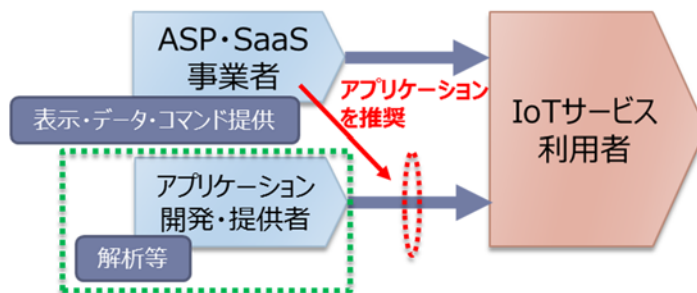 ASP・SaaS
事業者
表示・データ・コマンド提供
アプリケーション
を推奨
アプリケーション
開発・提供者
解析等
IoTサービス
利用者